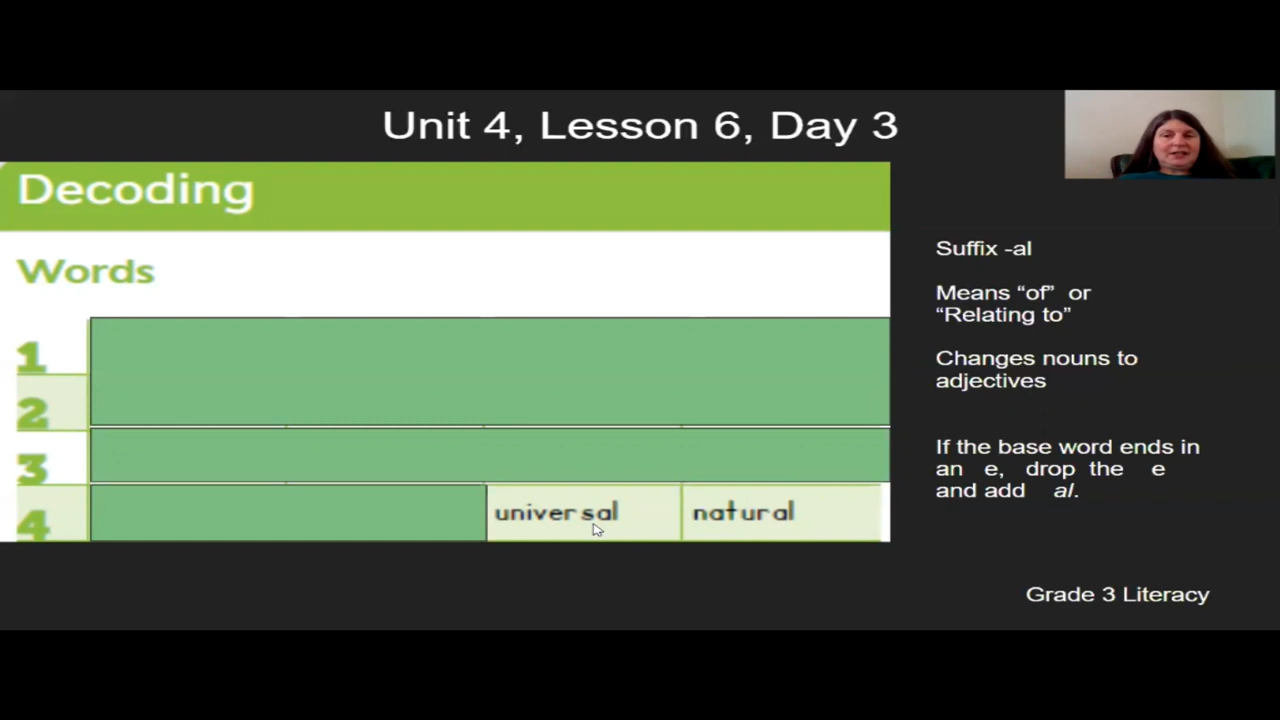 Unit 4, Lesson 6, Day 3
Decoding
Words
1
2
3
4
universal
natural
Suffix -al
Means “of” or
“Relating to”
Changes nouns to
adjectives
If the base word ends in
an e, drop the e
and add al.
Grade 3 Literacy